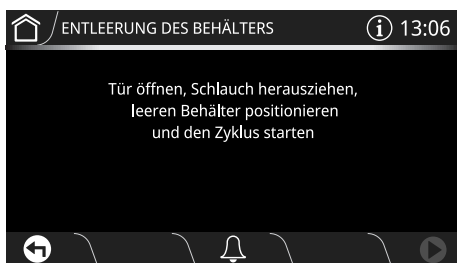 ENTLEERUNG DES BEHÄLTERS
i 13:06
Tür öffnen, Schlauch herausziehen,
leeren Behälter positionieren
und den Zyklus starten